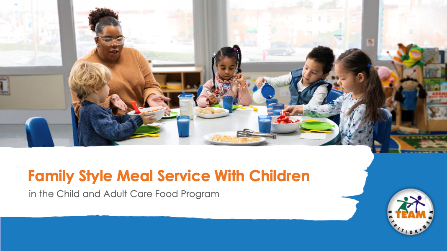 Family Style Meal Service With Children
in the Child and Adult Care Food Program
TEAM